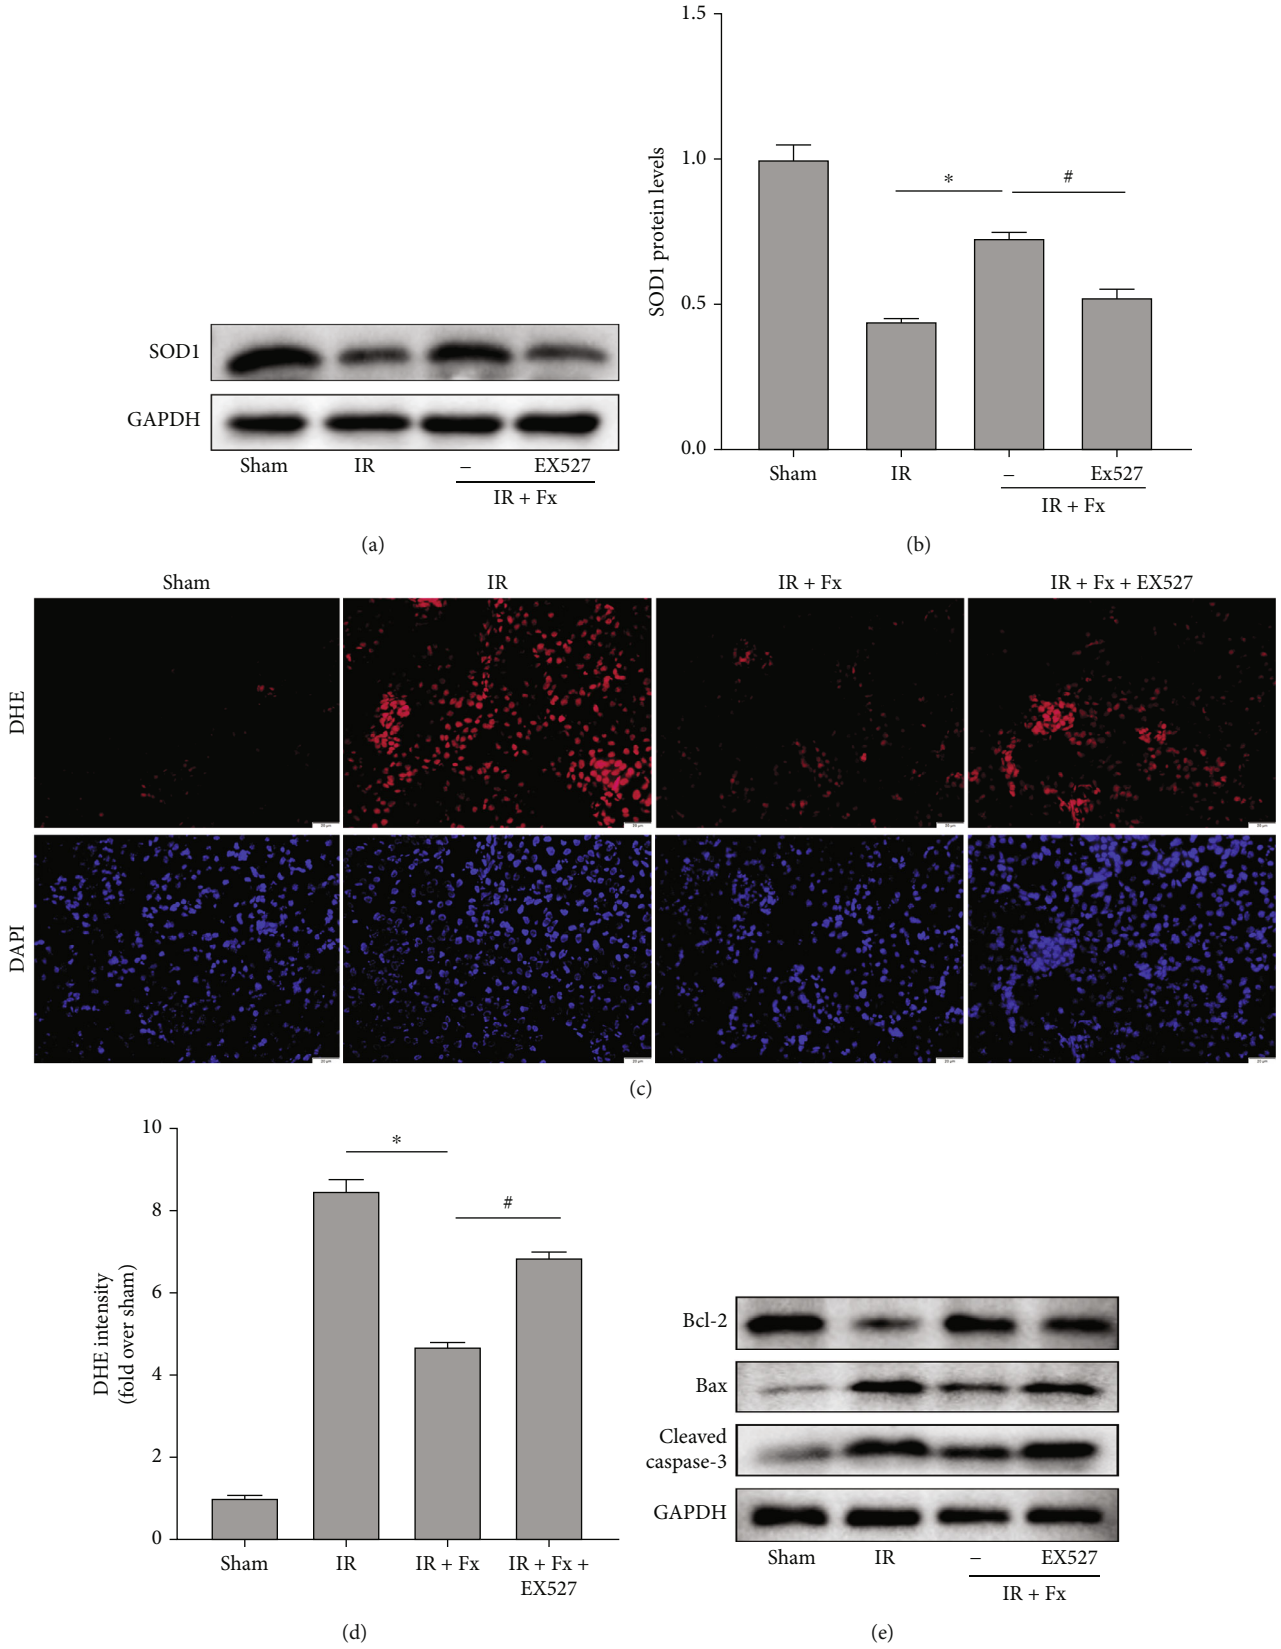 SOD1
GAPDH
Sham IR – EX527
IR + Fx
(a)
1.5
1.0
0.5
0.0
SOD1 protein levels
* #
Sham IR – Ex527
IR + Fx
(b)
Sham IR IR + Fx IR + Fx + EX527
DHE
DAPI
(c)
10
8
6
4
2
0
DHE intensity
(fold over sham)
*
#
Sham IR IR + Fx IR + Fx +
EX527
(d)
Bcl-2
Bax
Cleaved
caspase-3
GAPDH
Sham IR – EX527
IR + Fx
(e)